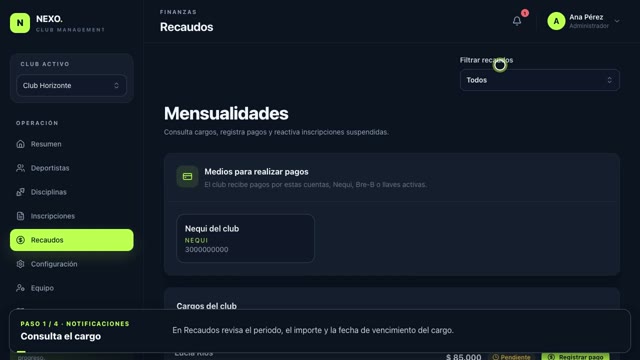 N
NEXO.
CLUB MANAGEMENT
FINANZAS
Recaudos
1
A
Ana Pérez
Administrador
CLUB ACTIVO
Club Horizonte
OPERACIÓN
Resumen
Deportistas
Disciplinas
Inscripciones
Recaudos
Configuración
Equipo
Filtrar recaudos
Todos
Mensualidades
Consulta cargos, registra pagos y reactiva inscripciones suspendidas.
Medios para realizar pagos
El club recibe pagos por estas cuentas, Nequi, Bre-B o llaves activas.
Nequi del club
NEQUI
3000000000
Cargos del club
PASO 1 / 4 · NOTIFICACIONES
Consulta el cargo
En Recaudos revisa el periodo, el importe y la fecha de vencimiento del cargo.
progreso.
$ 85.000
Pendiente
Registrar pago